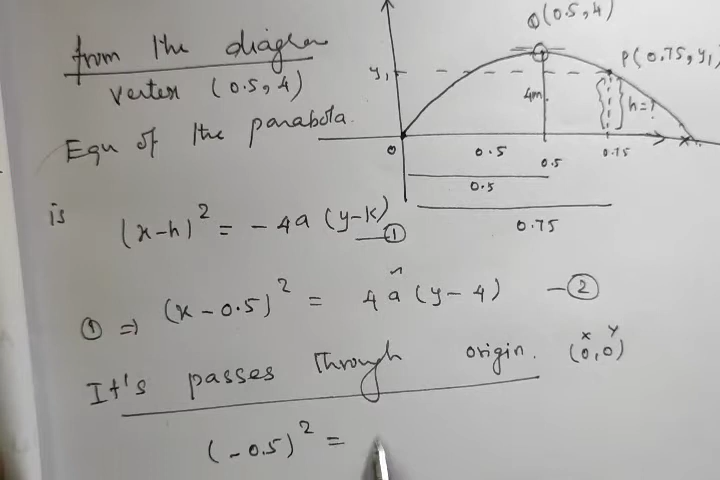 from the diagram
vertex (0.5, 4)
Equ of the parabola.
is
(x-h)² = -4a (y-k) ①
① ⇒ (x - 0.5)² = 4a (y - 4) - ②
It's passes through origin. (0, 0)
x y
(-0.5)² =
Q(0.5, 4)
P(0.75, y₁)
y₁
4m
h=?
0
0.5
0.5
0.75
0.5
0.75